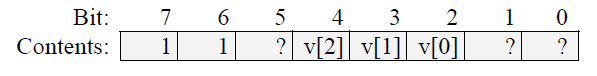 Bit: 7 6 5 4 3 2 1 0
Contents: 1 1 ? v[2] v[1] v[0] ? ?